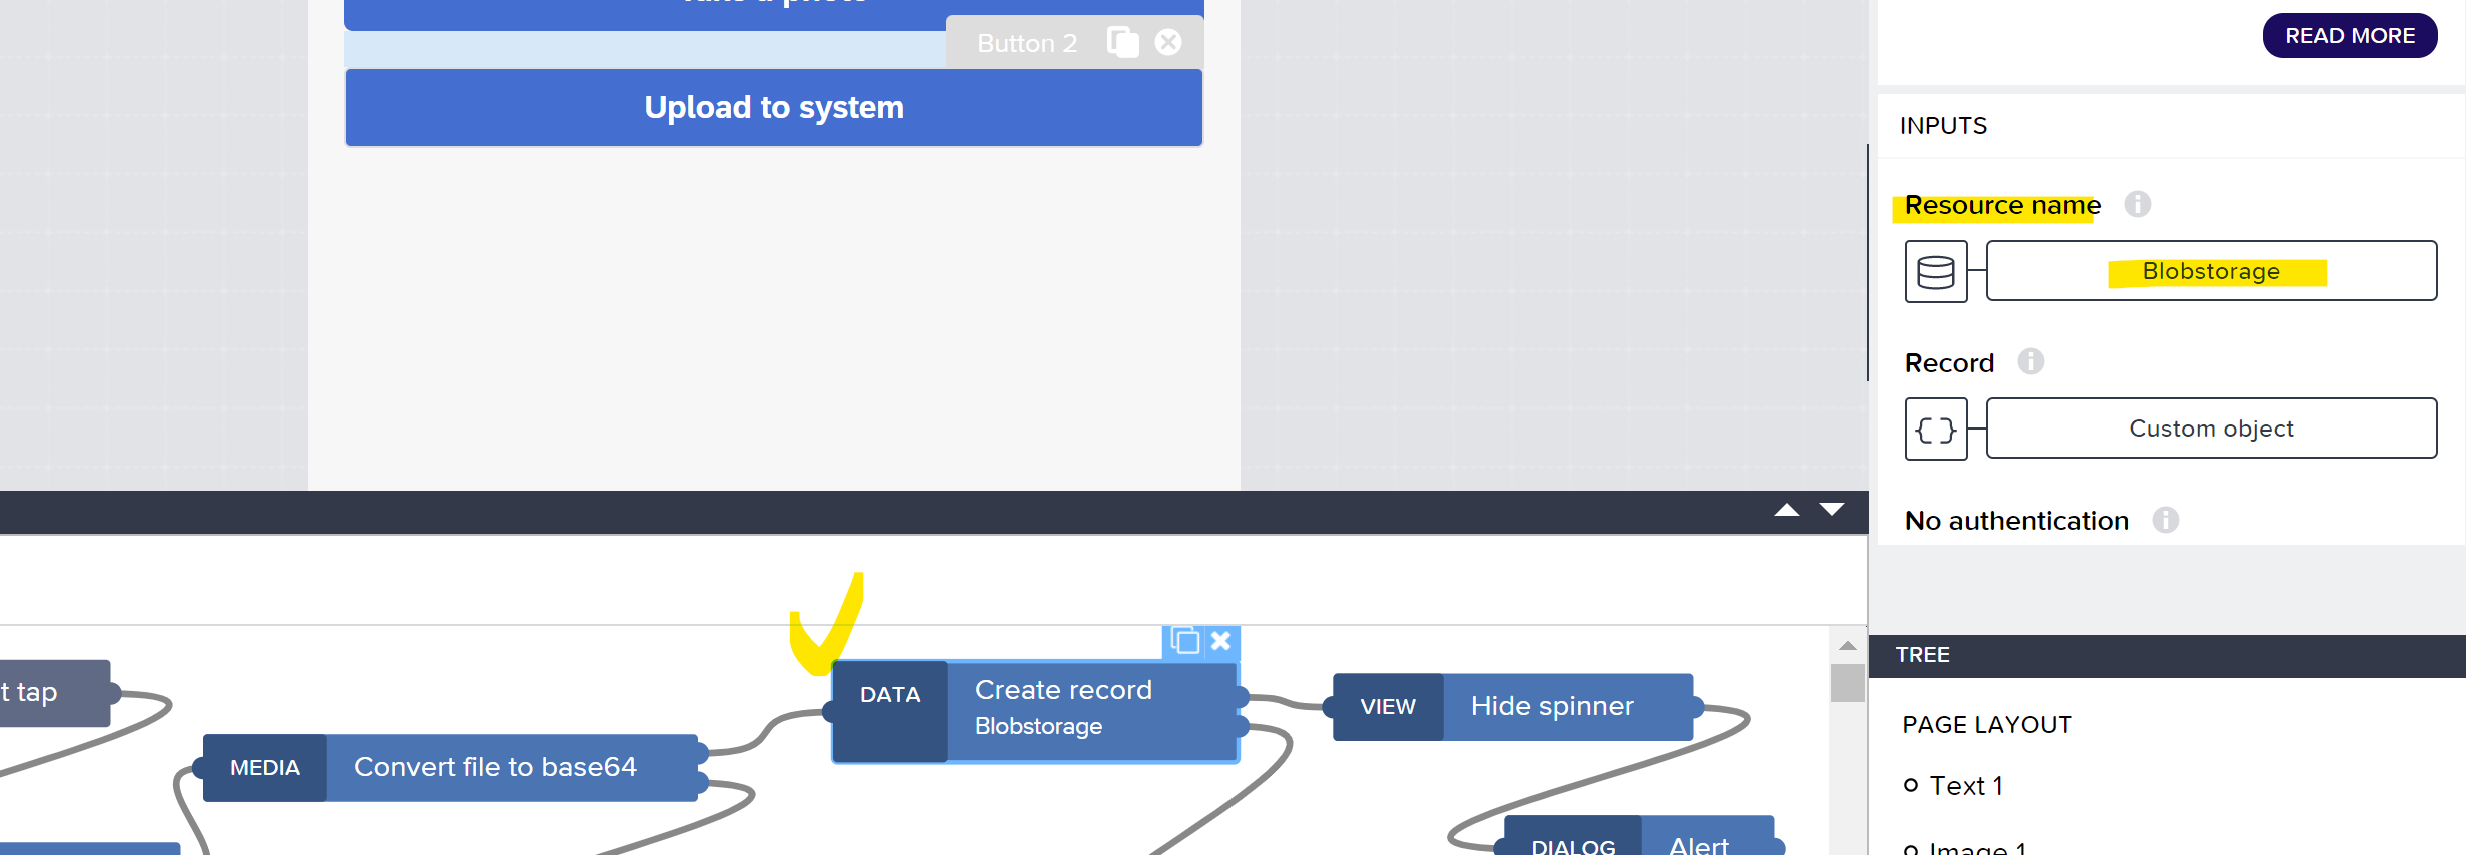 Take a photo
Button 2
Upload to system
READ MORE
INPUTS
Resource name
Blobstorage
Record
Custom object
No authentication
t tap
MEDIA
Convert file to base64
DATA
Create record
Blobstorage
VIEW
Hide spinner
DIALOG
Alert
TREE
PAGE LAYOUT
Text 1
Image 1